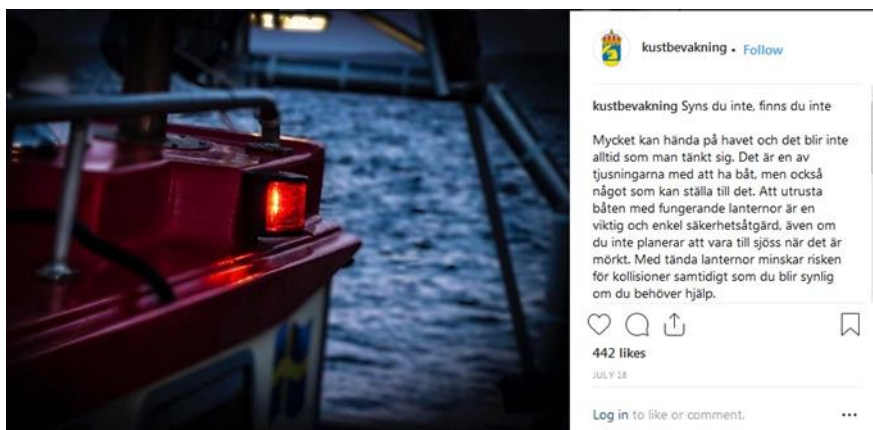 kustbevakning • Follow
kustbevakning Syns du inte, finns du inte
Mycket kan hända på havet och det blir inte
alltid som man tänkt sig. Det är en av
tjusningarna med att ha båt, men också
något som kan ställa till det. Att utrusta
båten med fungerande lanternor är en
viktig och enkel säkerhetsåtgärd, även om
du inte planerar att vara till sjöss när det är
mörkt. Med tända lanternor minskar risken
för kollisioner samtidigt som du blir synlig
om du behöver hjälp.
442 likes
JULY 18
Log in to like or comment.